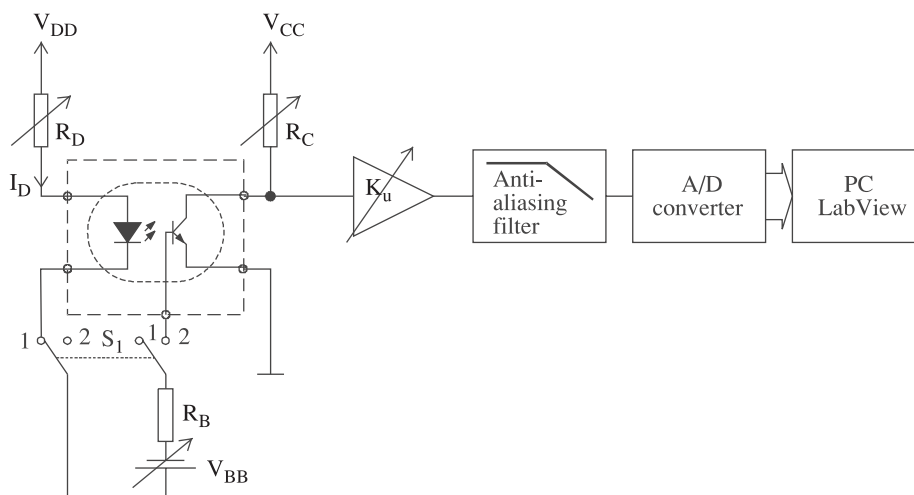 V_DD
V_CC
R_D
R_C
I_D
K_u
Anti-
aliasing
filter
A/D
converter
PC
LabView
1 2 S_1 1 2
R_B
V_BB